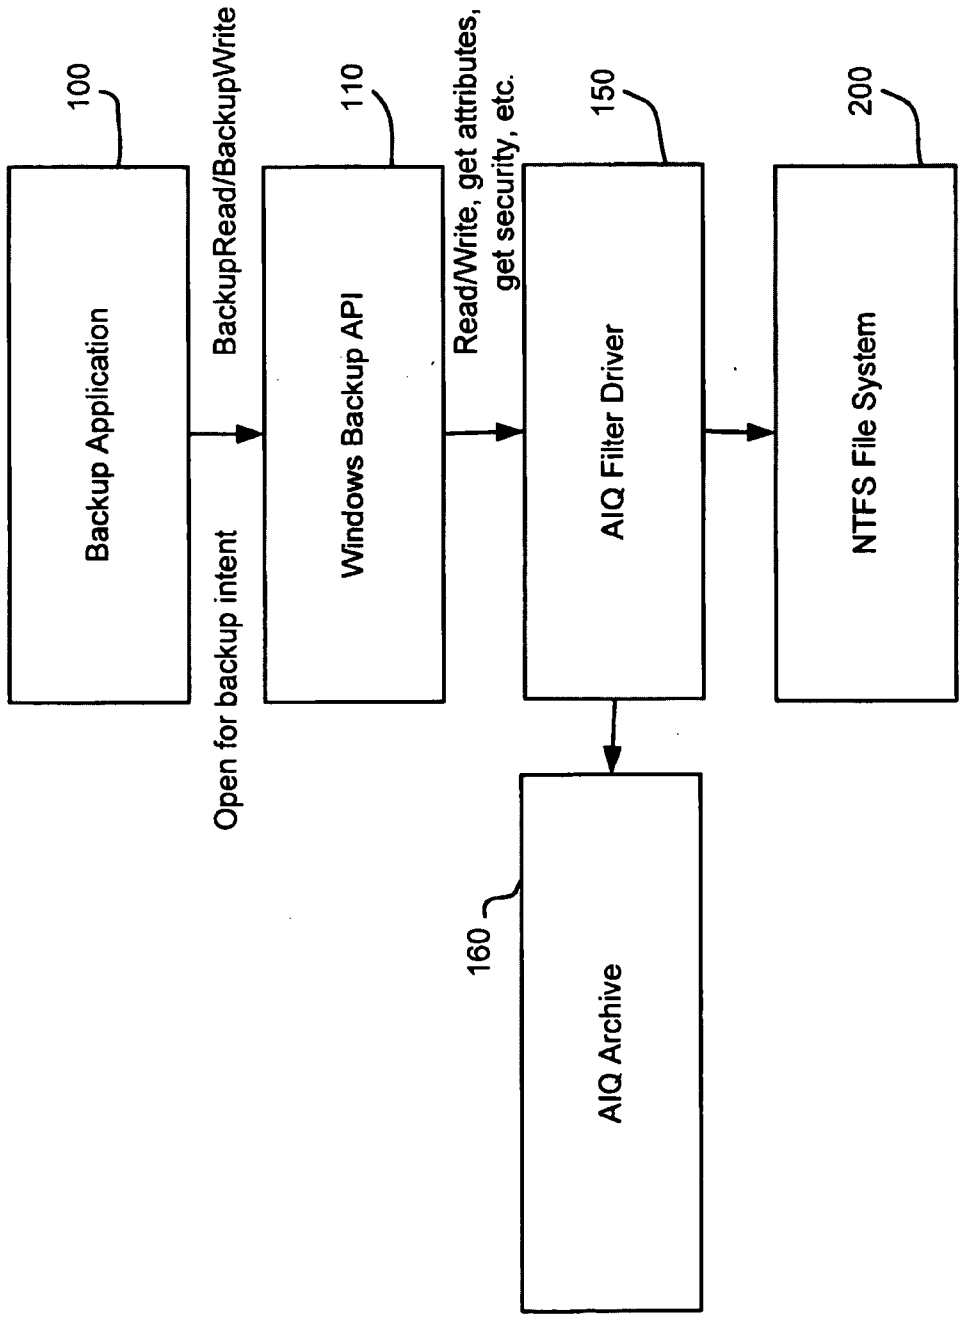 100
Backup Application
Open for backup intent
BackupRead/BackupWrite
110
Windows Backup API
Read/Write, get attributes,
get security, etc.
150
AIQ Filter Driver
160
AIQ Archive
200
NTFS File System